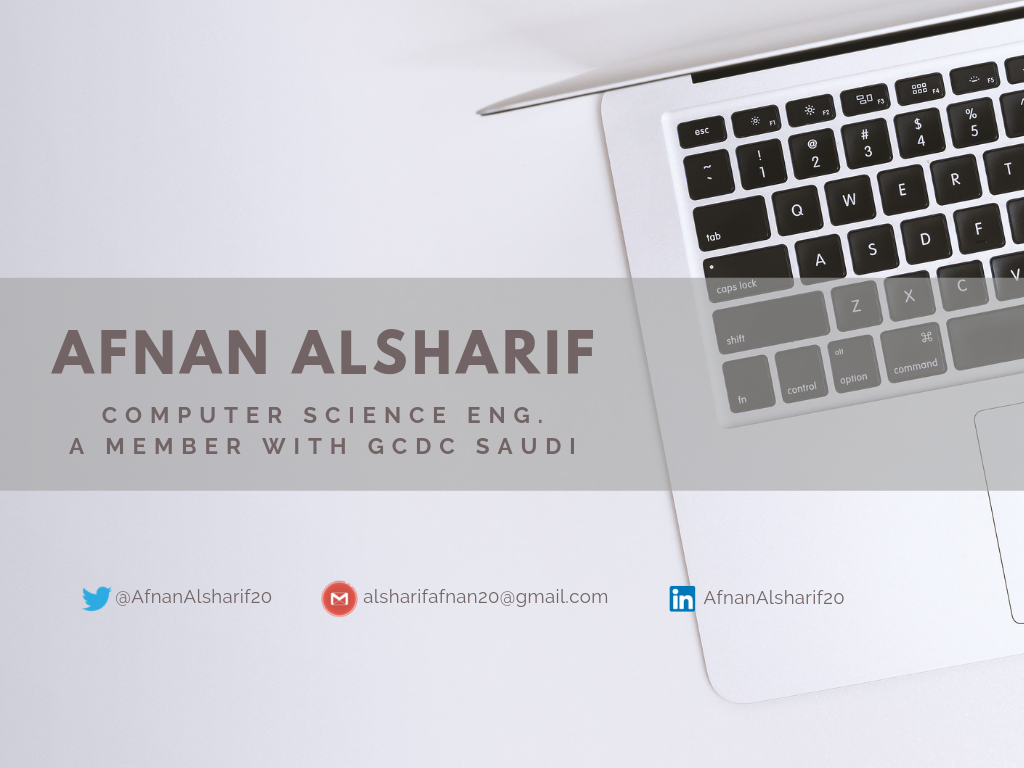 esc F1 F2 F3 F4 F5
~ ! @ # $ %
` 1 2 3 4 5
tab Q W E R T
caps lock A S D F
shift Z X C V
fn control alt option ⌘ command
AFNAN ALSHARIF
COMPUTER SCIENCE ENG.
A MEMBER WITH GCDC SAUDI
@AfnanAlsharif20 alsharifafnan20@gmail.com in AfnanAlsharif20